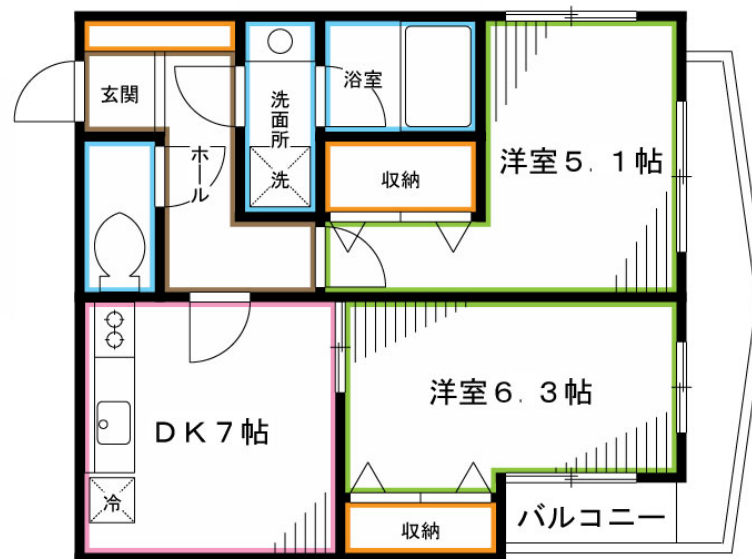 玄関
ホール
洗面所
洗
浴室
収納
洋室5.1帖
DK7帖
冷
洋室6.3帖
収納
バルコニー